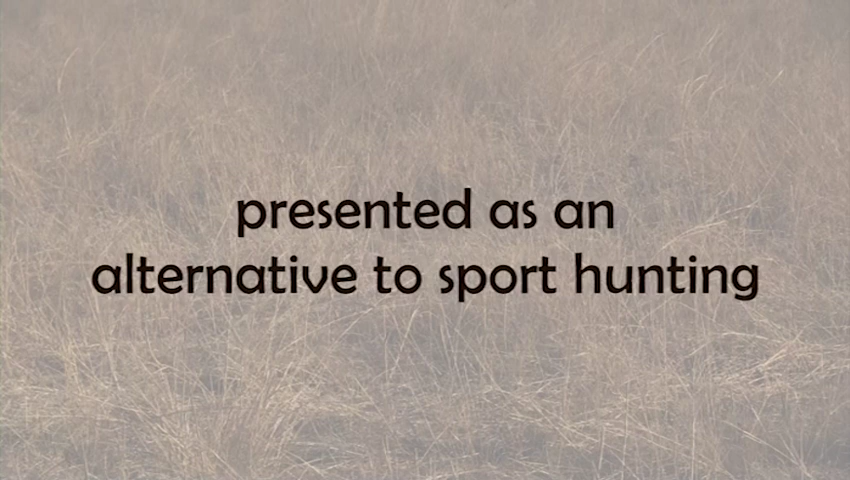 presented as an
alternative to sport hunting